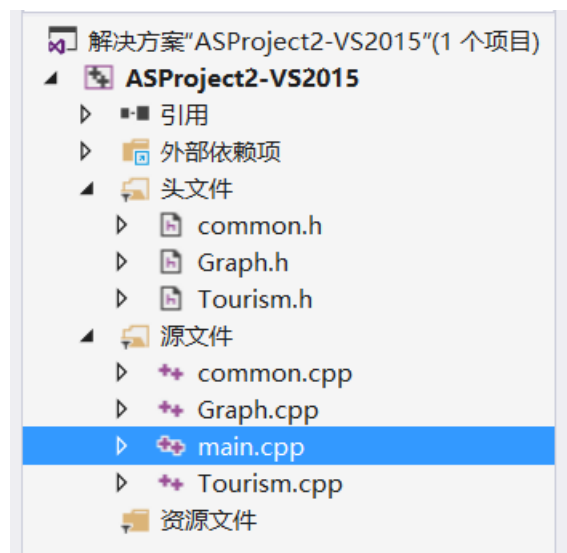 解决方案"ASProject2-VS2015"(1 个项目)
ASProject2-VS2015
引用
外部依赖项
头文件
common.h
Graph.h
Tourism.h
源文件
common.cpp
Graph.cpp
main.cpp
Tourism.cpp
资源文件